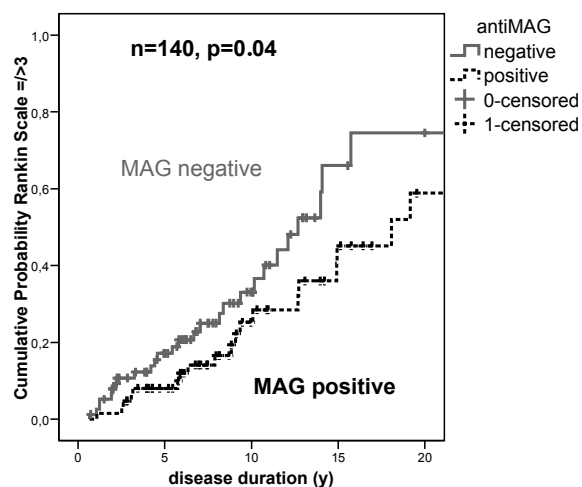 n=140, p=0.04
antiMAG
negative
positive
0-censored
1-censored
MAG negative
MAG positive
Cumulative Probability Rankin Scale =/>3
1,0
0,8
0,6
0,4
0,2
0,0
0 5 10 15 20
disease duration (y)